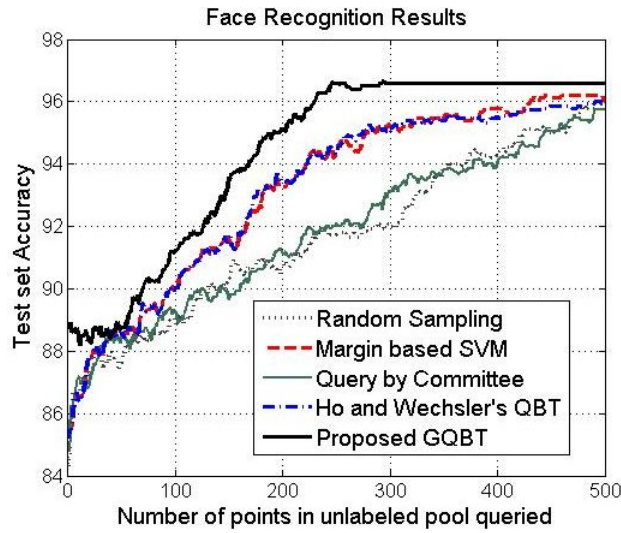 Face Recognition Results
98
96
94
92
90
88
86
84
Test set Accuracy
Random Sampling
Margin based SVM
Query by Committee
Ho and Wechsler's QBT
Proposed GQBT
0 100 200 300 400 500
Number of points in unlabeled pool queried